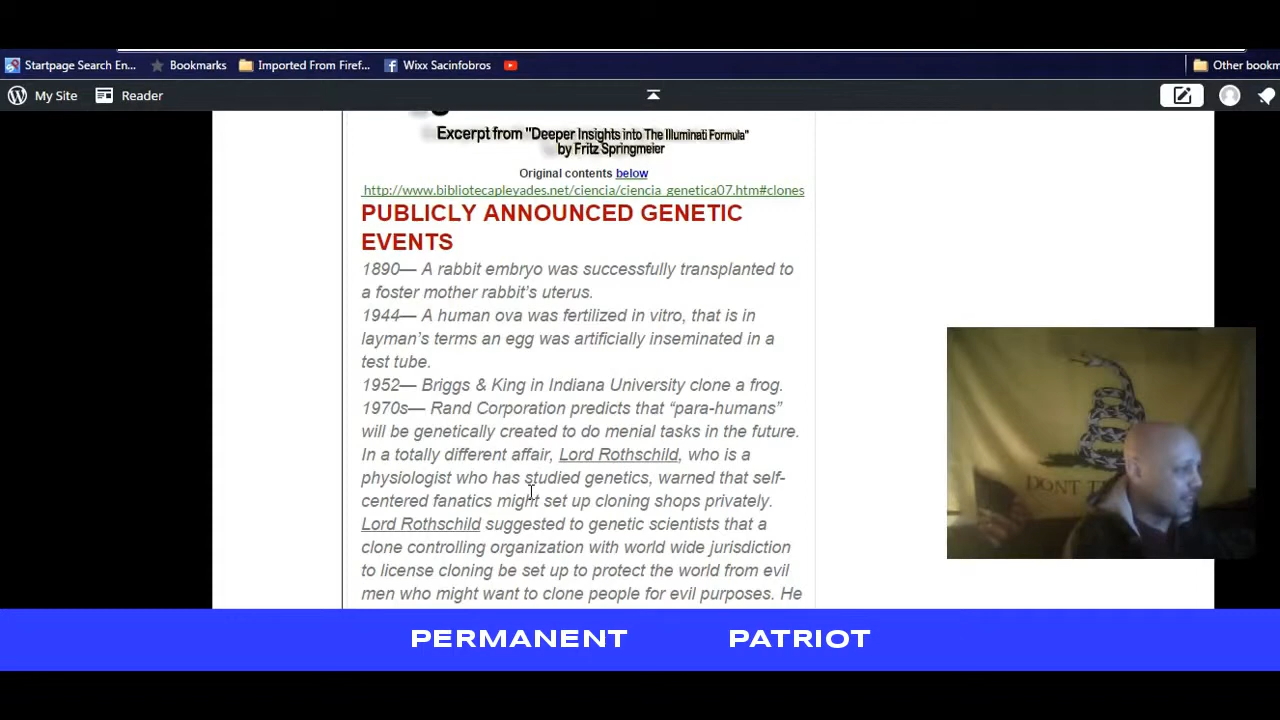 Startpage Search En...
Bookmarks
Imported From Firef...
Wixx Sacinfobros
Other bookm
My Site
Reader
Excerpt from "Deeper Insights into The Illuminati Formula"
by Fritz Springmeier
Original contents below
http://www.bibliotecapleyades.net/ciencia/ciencia_genetica07.htm#clones
PUBLICLY ANNOUNCED GENETIC
EVENTS
1890— A rabbit embryo was successfully transplanted to
a foster mother rabbit's uterus.
1944— A human ova was fertilized in vitro, that is in
layman's terms an egg was artificially inseminated in a
test tube.
1952— Briggs & King in Indiana University clone a frog.
1970s— Rand Corporation predicts that “para-humans”
will be genetically created to do menial tasks in the future.
In a totally different affair, Lord Rothschild, who is a
physiologist who has studied genetics, warned that self-
centered fanatics might set up cloning shops privately.
Lord Rothschild suggested to genetic scientists that a
clone controlling organization with world wide jurisdiction
to license cloning be set up to protect the world from evil
men who might want to clone people for evil purposes. He
DONT T
PERMANENT PATRIOT